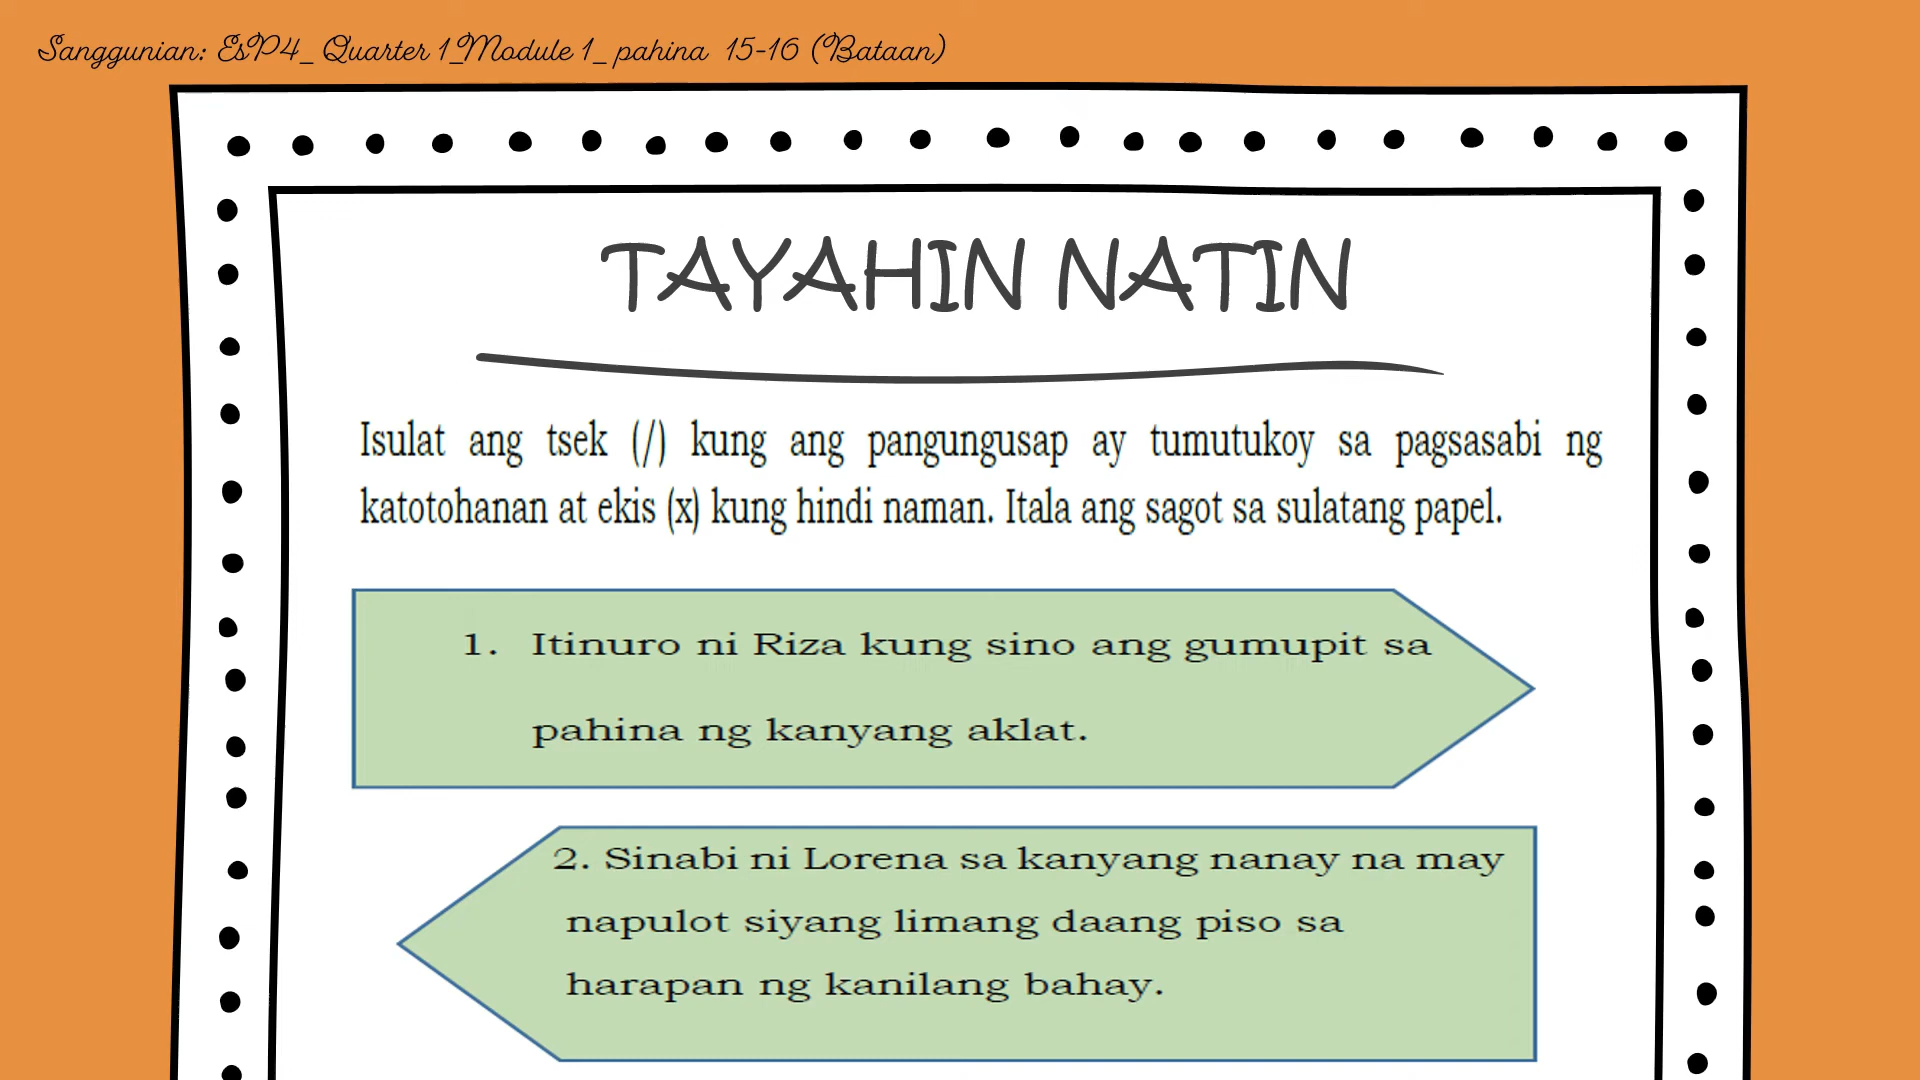 Sanggunian: EsP4_ Quarter 1_Module 1_ pahina 15-16 (Bataan)
TAYAHIN NATIN
Isulat ang tsek (/) kung ang pangungusap ay tumutukoy sa pagsasabi ng
katotohanan at ekis (x) kung hindi naman. Itala ang sagot sa sulatang papel.
1. Itinuro ni Riza kung sino ang gumupit sa
pahina ng kanyang aklat.
2. Sinabi ni Lorena sa kanyang nanay na may
napulot siyang limang daang piso sa
harapan ng kanilang bahay.